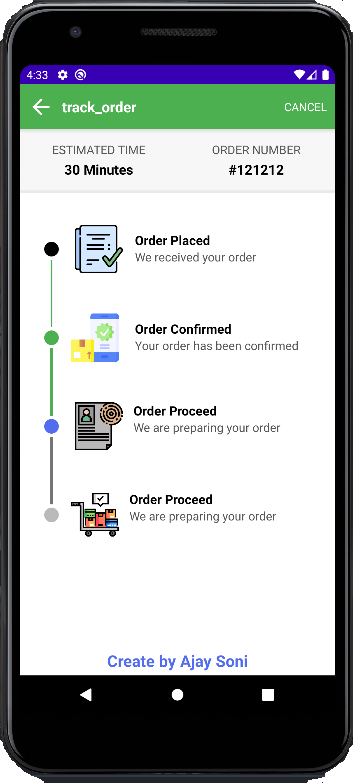 4:33
track_order
CANCEL
ESTIMATED TIME
ORDER NUMBER
30 Minutes
#121212
Order Placed
We received your order
Order Confirmed
Your order has been confirmed
Order Proceed
We are preparing your order
Order Proceed
We are preparing your order
Create by Ajay Soni